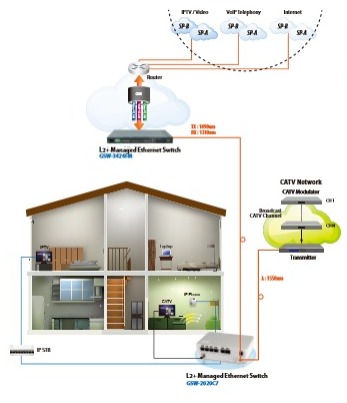 IPTV / Video
VoIP Telephony
Internet
SP-B
SP-A
SP-B
SP-A
SP-B
SP-A
Router
TX : 1490nm
RX : 1310nm
L2+ Managed Ethernet Switch
GSW-3424FM
CATV Network
CATV Modulator
CH1
Broadcast
CATV Channel
CHN
Transmitter
IPTV
Laptop
λ : 1550nm
CATV
IP Phone
IP STB
L2+ Managed Ethernet Switch
GSW-2020C7